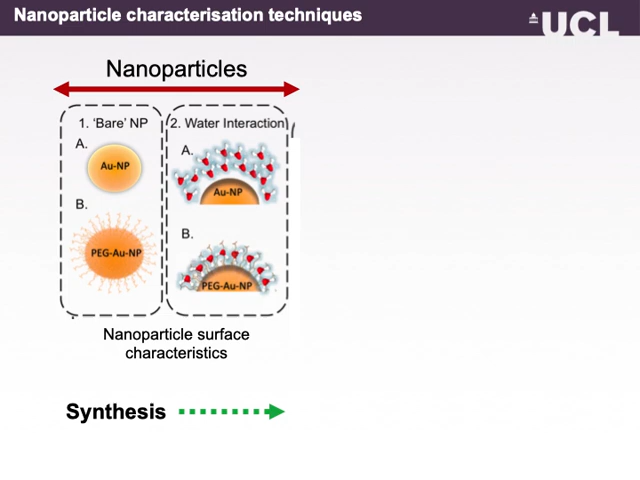 Nanoparticle characterisation techniques
UCL
Nanoparticles
1. ‘Bare’ NP
A.
Au-NP
B.
PEG-Au-NP
2. Water Interaction
A.
Au-NP
B.
PEG-Au-NP
Nanoparticle surface
characteristics
Synthesis